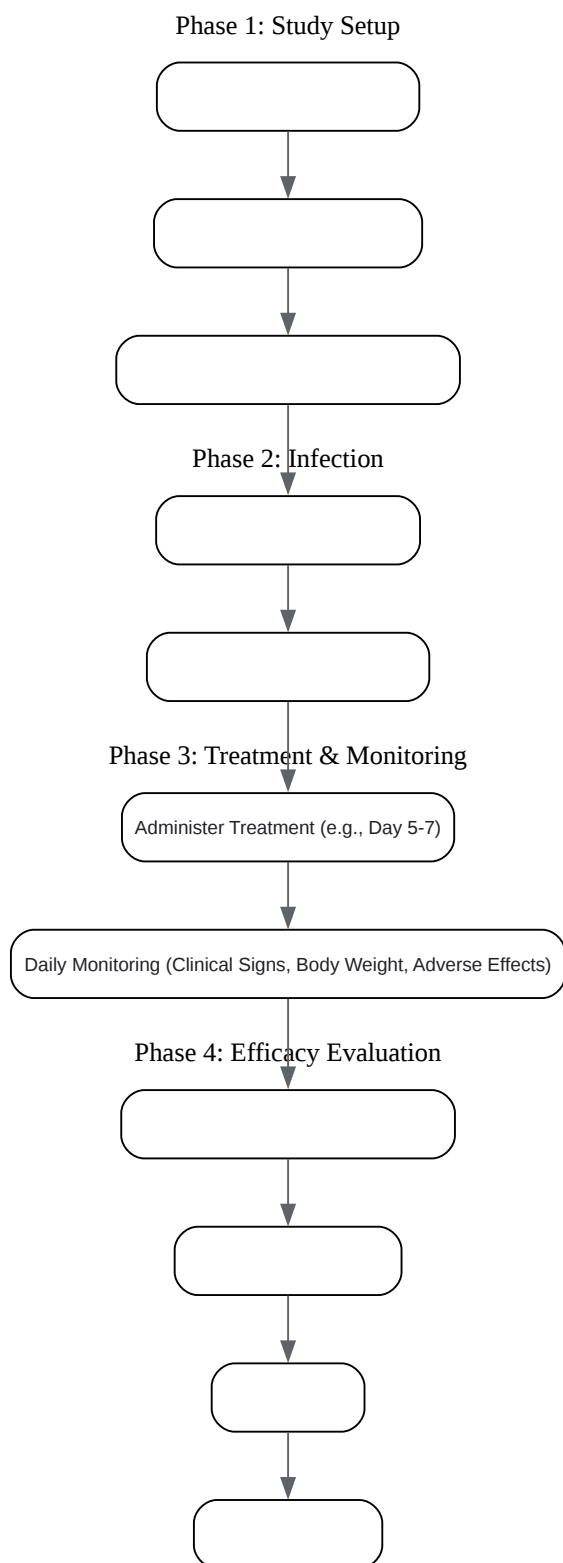 Phase 1: Study Setup
Phase 2: Infection
Phase 3: Treatment & Monitoring
Administer Treatment (e.g., Day 5-7)
Daily Monitoring (Clinical Signs, Body Weight, Adverse Effects)
Phase 4: Efficacy Evaluation